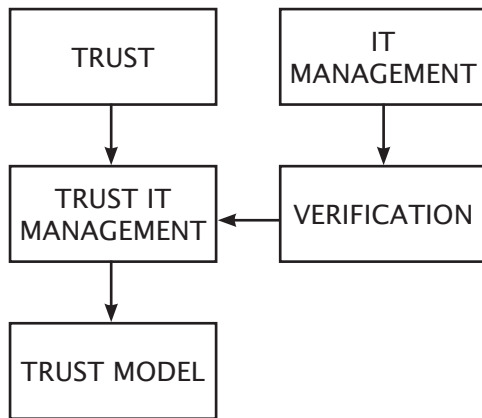 TRUST
IT
MANAGEMENT
TRUST IT
MANAGEMENT
VERIFICATION
TRUST MODEL